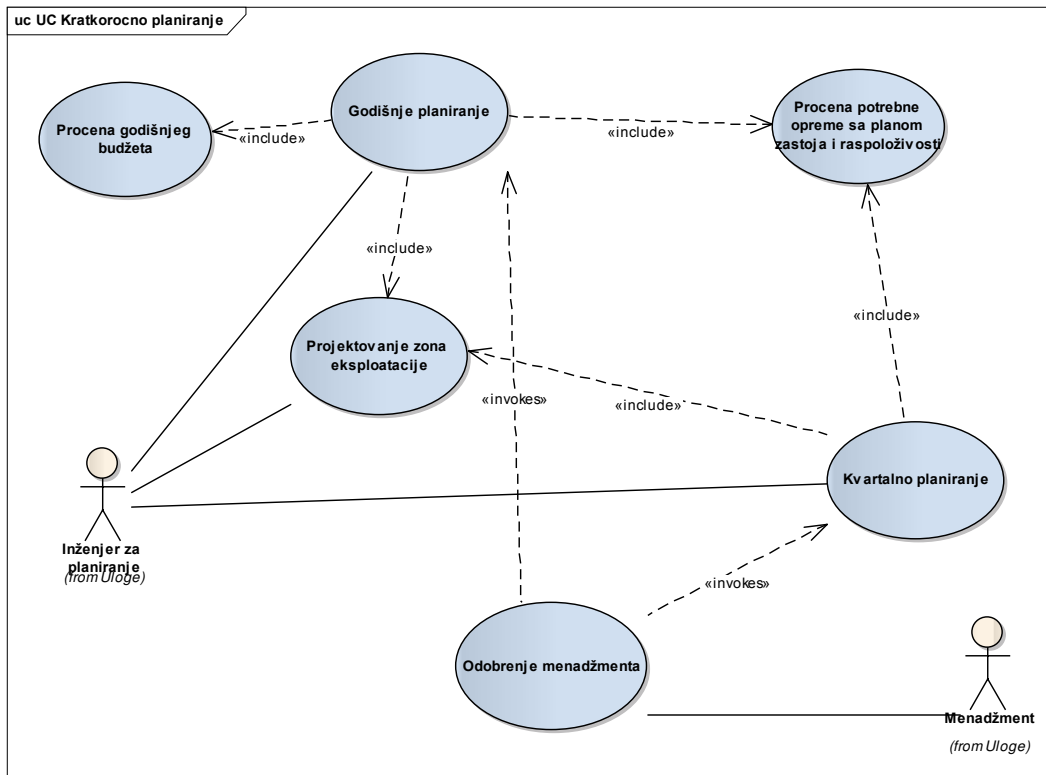 uc UC Kratkorocno planiranje
Procena godišnjeg
budžeta
«include»
Godišnje planiranje
«include»
Procena potrebne
opreme sa planom
zastoja i raspoloživosti
«include»
Projektovanje zona
eksploatacije
«invokes»
«include»
«include»
Kvartalno planiranje
Inženjer za
planiranje
(from Uloge)
«invokes»
Odobrenje menadžmenta
Menadžment
(from Uloge)